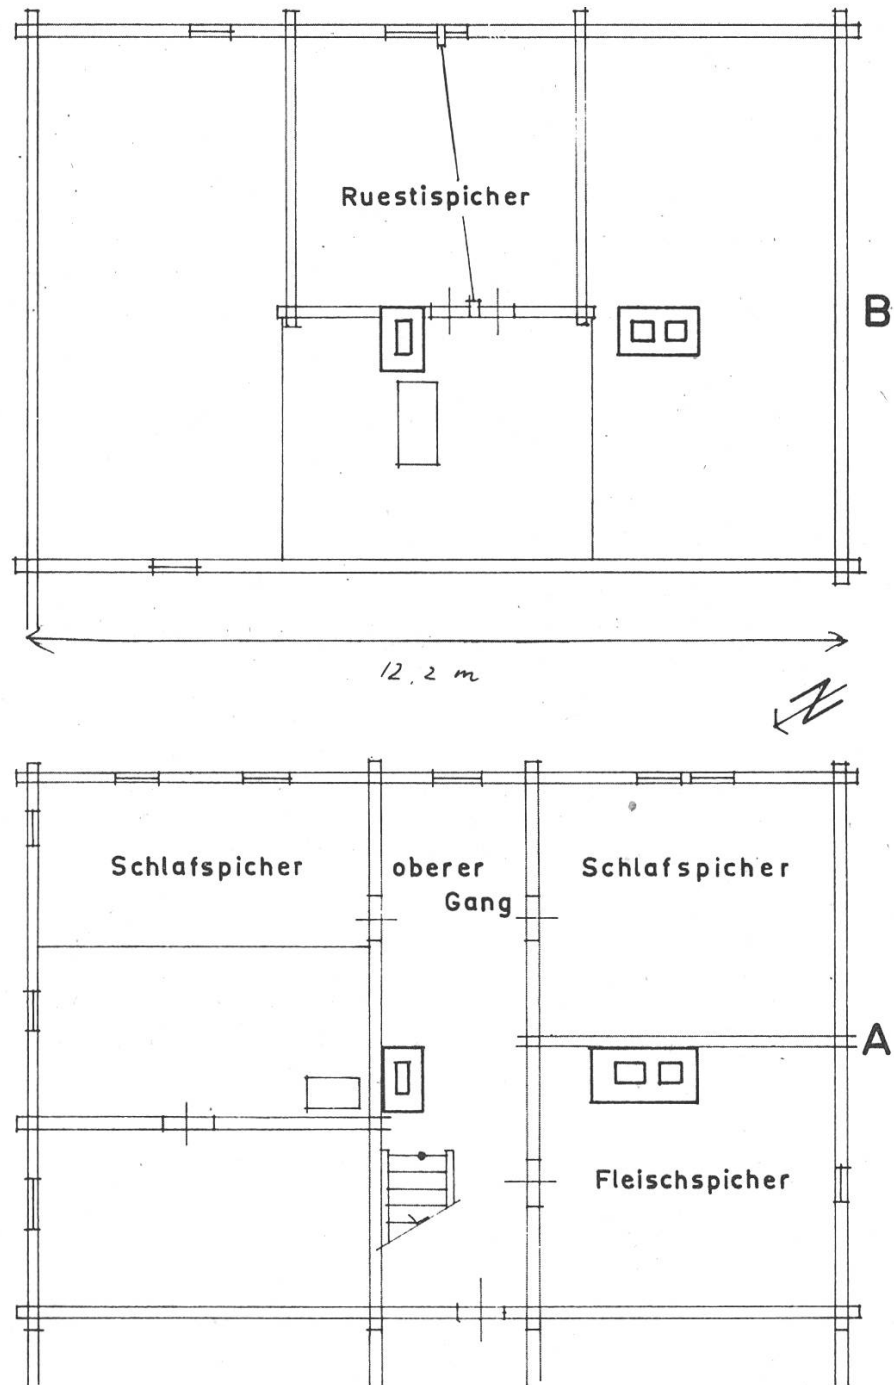 Ruestispicher
B
12,2 m
N
Schlafspicher
oberer
Gang
Schlafspicher
A
Fleischspicher